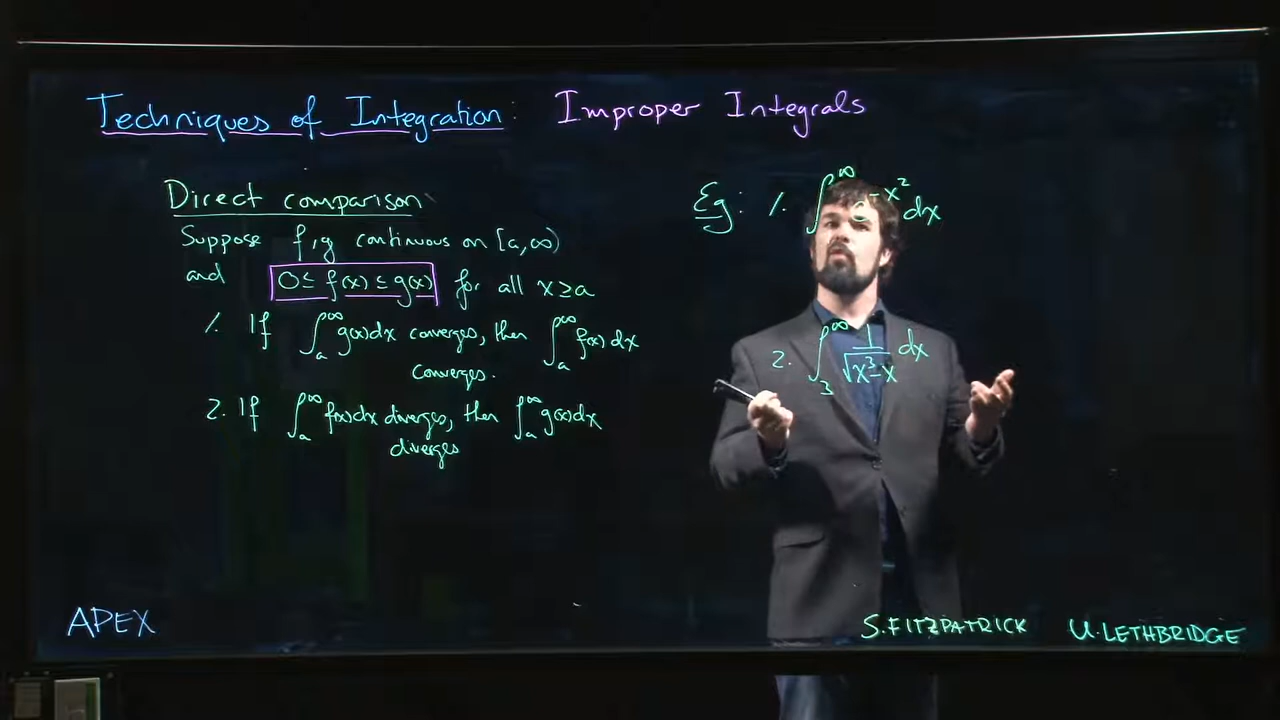 Techniques of Integration: Improper Integrals
Direct comparison
Suppose f, g continuous on [a, ∞)
and 0 ≤ f(x) ≤ g(x) for all x ≥ a
1. If ∫_a^∞ g(x)dx converges, then ∫_a^∞ f(x) dx
converges.
2. If ∫_a^∞ f(x)dx diverges, then ∫_a^∞ g(x)dx
diverges
Eg: 1. ∫^∞ e^{-x^2} dx
2. ∫_3^∞ 1/√(x^3-x) dx
APEX
S. FITZPATRICK U. LETHBRIDGE